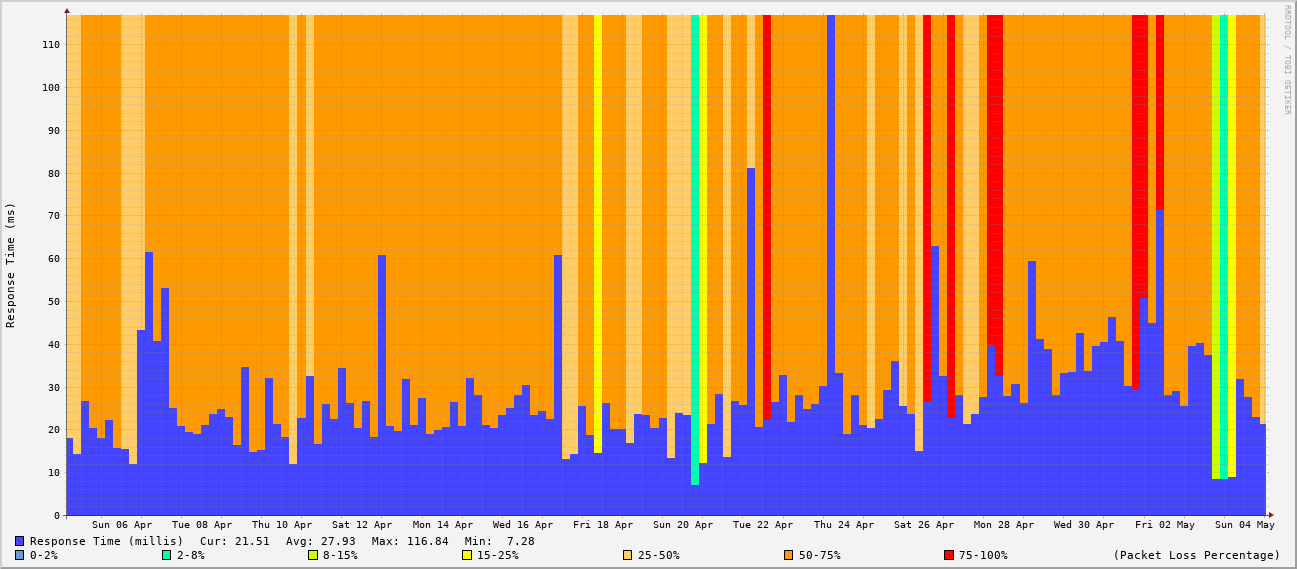 RRDTOOL / TOBI OETIKER
Response Time (ms)
110
100
90
80
70
60
50
40
30
20
10
0
Sun 06 Apr Tue 08 Apr Thu 10 Apr Sat 12 Apr Mon 14 Apr Wed 16 Apr Fri 18 Apr Sun 20 Apr Tue 22 Apr Thu 24 Apr Sat 26 Apr Mon 28 Apr Wed 30 Apr Fri 02 May Sun 04 May
Response Time (millis) Cur: 21.51 Avg: 27.93 Max: 116.84 Min: 7.28
0-2% 2-8% 8-15% 15-25% 25-50% 50-75% 75-100% (Packet Loss Percentage)